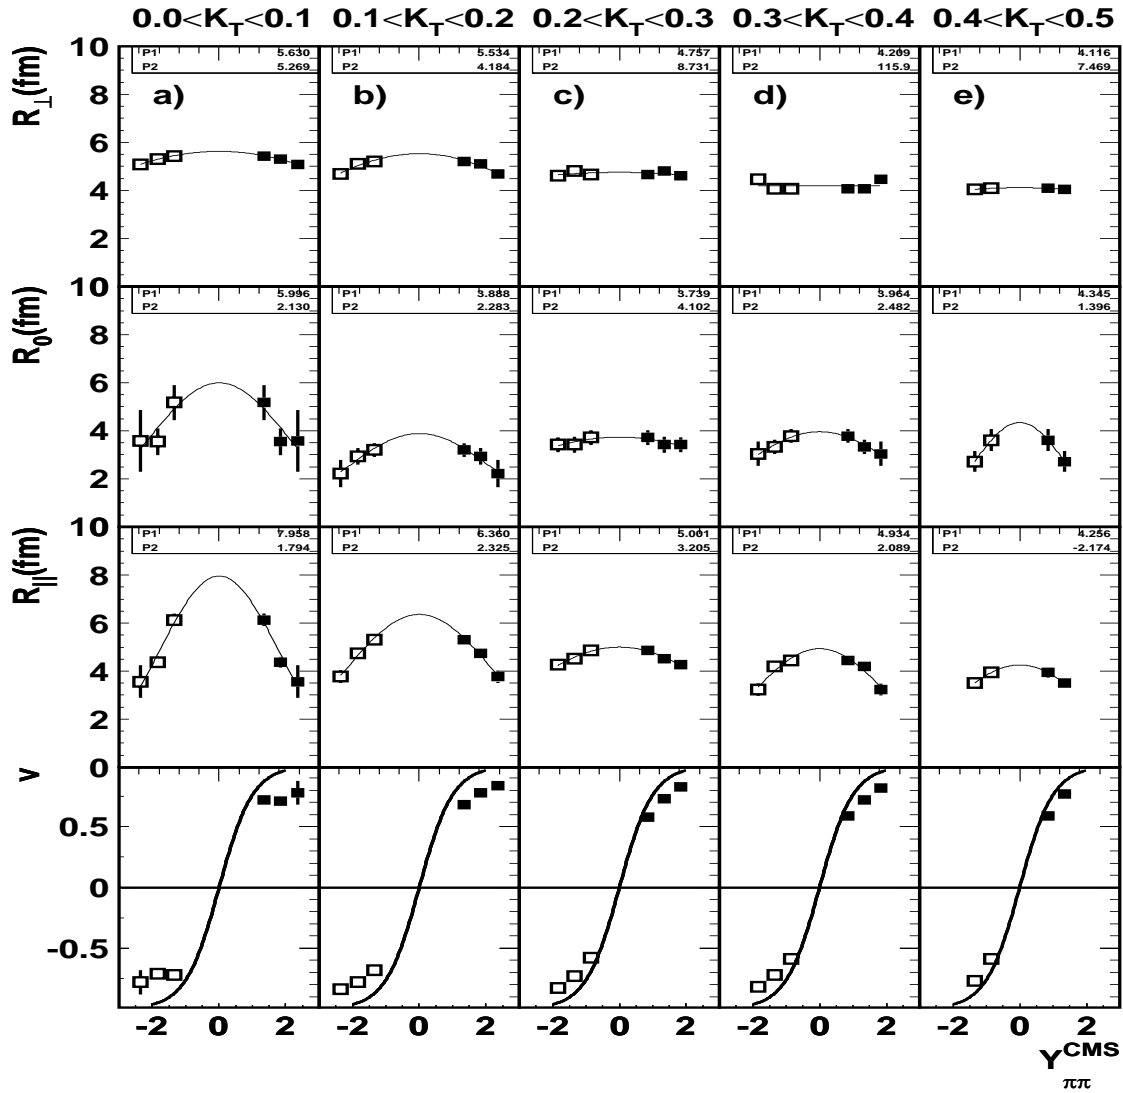 0.0<K_T<0.1 0.1<K_T<0.2 0.2<K_T<0.3 0.3<K_T<0.4 0.4<K_T<0.5
R_⊥(fm)
10
P1 5.630 P1 5.534 P1 4.757 P1 4.209 P1 4.116
P2 5.269 P2 4.184 P2 8.731 P2 115.9 P2 7.469
8 a) b) c) d) e)
6
4
2
R_0(fm)
10
P1 5.996 P1 3.888 P1 3.739 P1 3.964 P1 4.345
P2 2.130 P2 2.283 P2 4.102 P2 2.482 P2 1.396
8
6
4
2
R_||(fm)
10
P1 7.958 P1 6.360 P1 5.001 P1 4.934 P1 4.256
P2 1.794 P2 2.325 P2 3.205 P2 2.089 P2 -2.174
8
6
4
2
v
0
0.5
0
-0.5
-2 0 2 -2 0 2 -2 0 2 -2 0 2 -2 0 2
Y_ππ^CMS